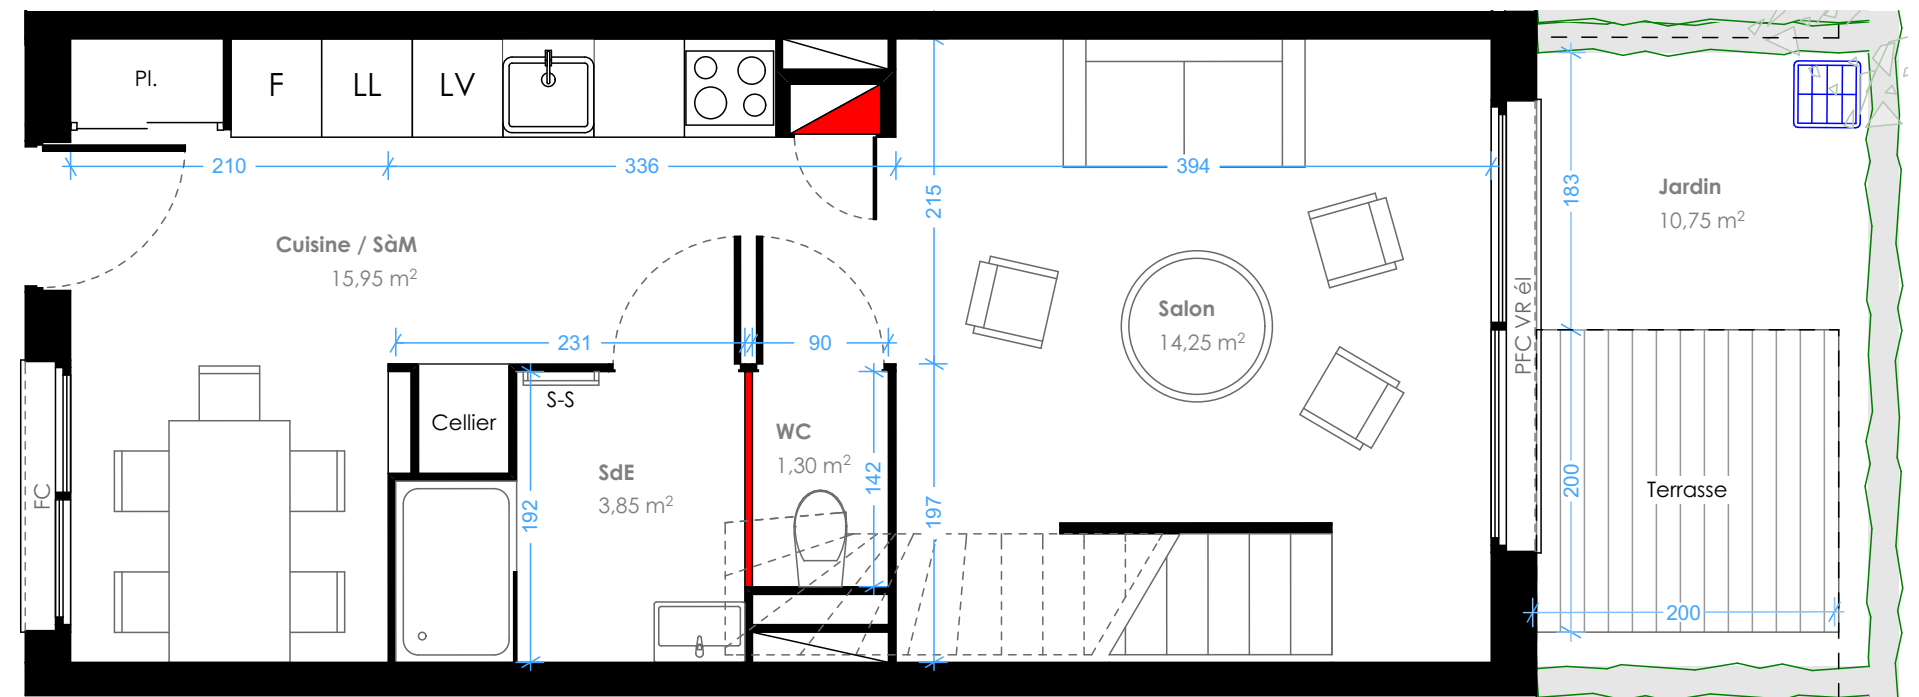 Pl.
F
LL
LV
210
336
394
215
183
Jardin
10,75 m²
Cuisine / SàM
15,95 m²
PFC VR él
Salon
14,25 m²
231
90
S-S
Cellier
WC
1,30 m²
142
SdE
3,85 m²
FC
192
197
200
Terrasse
200